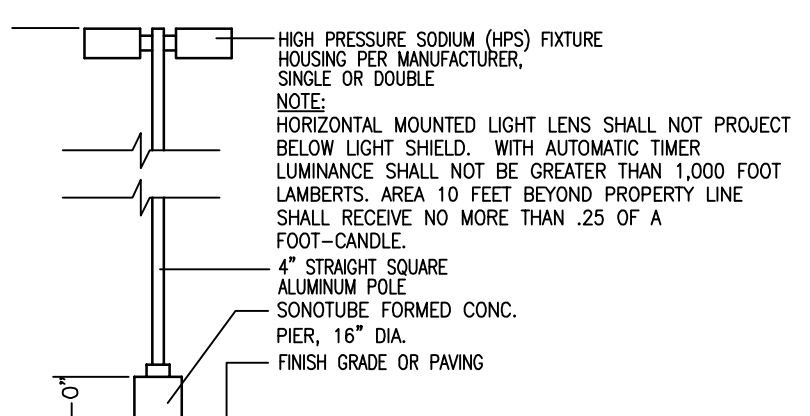 HIGH PRESSURE SODIUM (HPS) FIXTURE
HOUSING PER MANUFACTURER,
SINGLE OR DOUBLE
NOTE:
HORIZONTAL MOUNTED LIGHT LENS SHALL NOT PROJECT
BELOW LIGHT SHIELD. WITH AUTOMATIC TIMER
LUMINANCE SHALL NOT BE GREATER THAN 1,000 FOOT
LAMBERTS. AREA 10 FEET BEYOND PROPERTY LINE
SHALL RECEIVE NO MORE THAN .25 OF A
FOOT-CANDLE.
4" STRAIGHT SQUARE
ALUMINUM POLE
SONOTUBE FORMED CONC.
PIER, 16" DIA.
FINISH GRADE OR PAVING
-0"